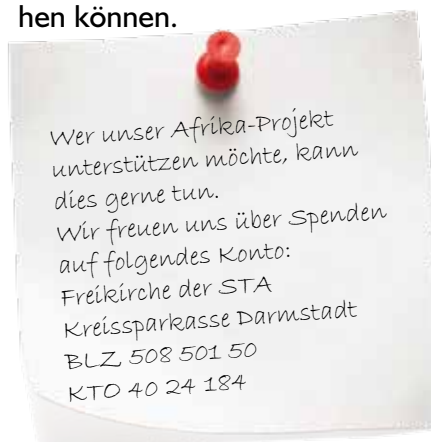 hen können.
Wer unser Afrika-Projekt
unterstützen möchte, kann
dies gerne tun.
Wir freuen uns über Spenden
auf folgendes Konto:
Freikirche der STA
Kreissparkasse Darmstadt
BLZ 508 501 50
KTO 40 24 184